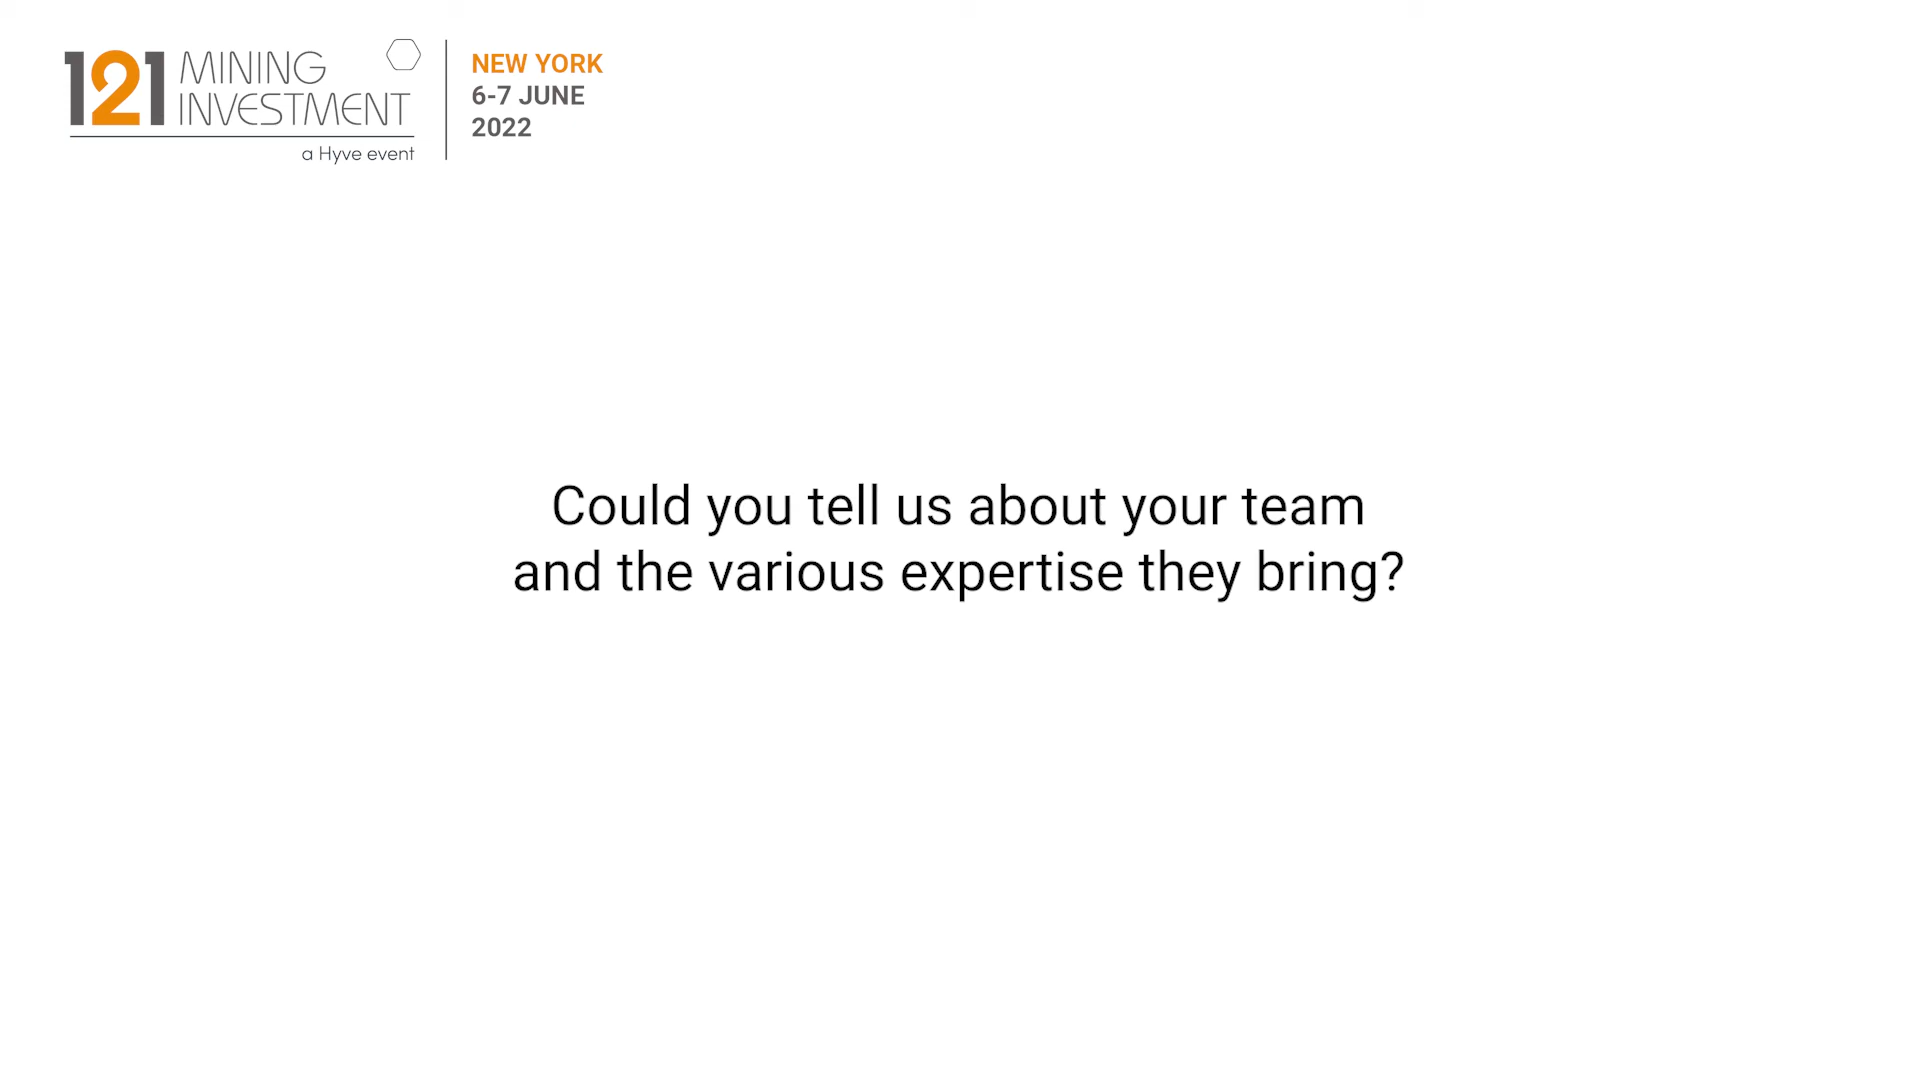 121 MINING
INVESTMENT
a Hyve event
NEW YORK
6-7 JUNE
2022
Could you tell us about your team
and the various expertise they bring?